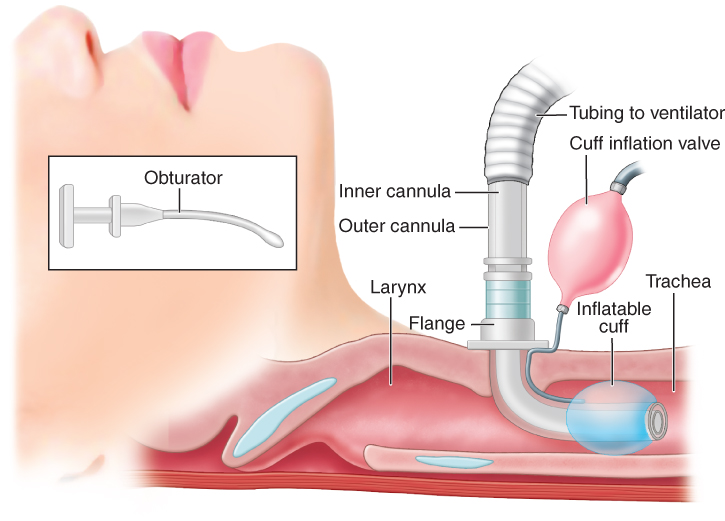 Tubing to ventilator
Cuff inflation valve
Obturator
Inner cannula
Outer cannula
Larynx
Trachea
Inflatable
cuff
Flange